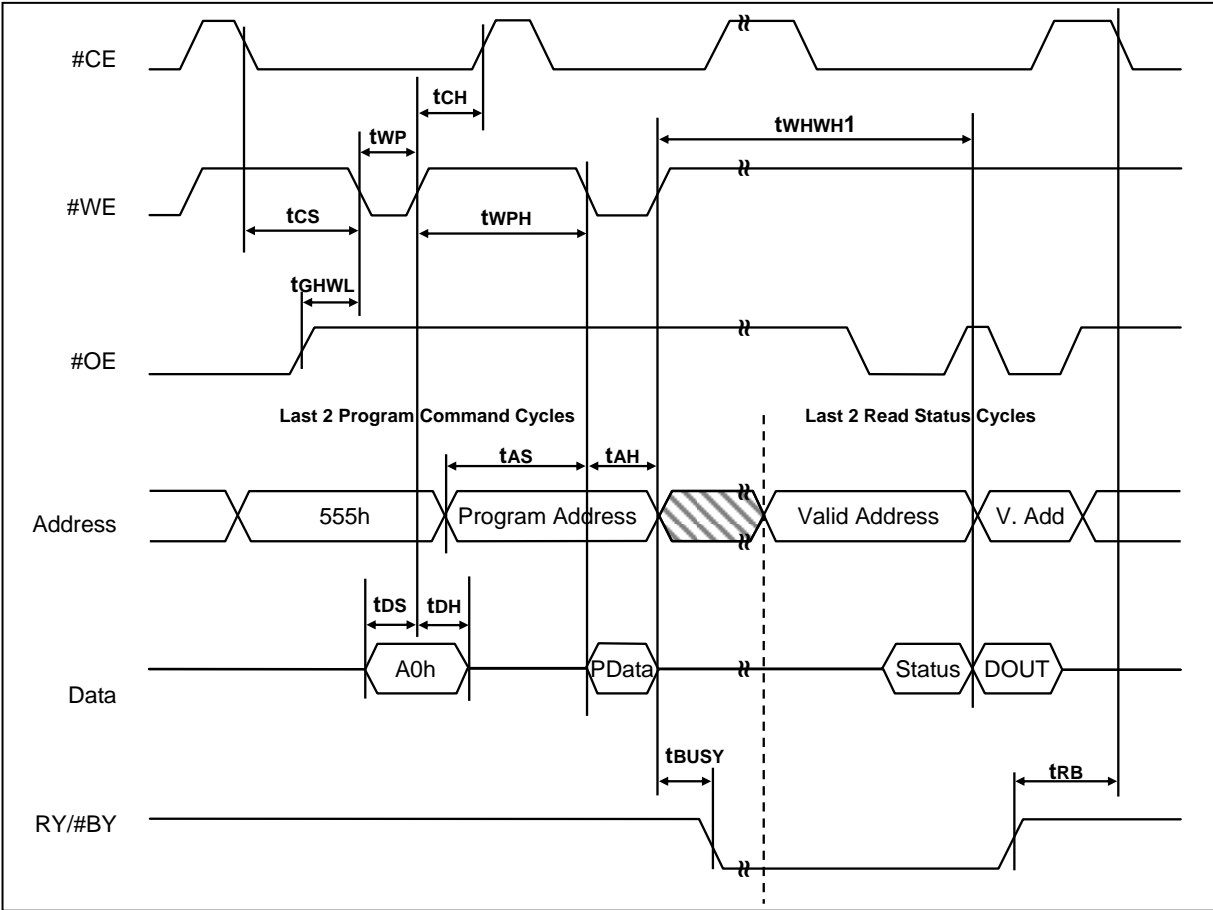 #CE
tCH
tWHWH1
tWP
#WE
tCS
tWPH
tGHWL
#OE
Last 2 Program Command Cycles
Last 2 Read Status Cycles
tAS
tAH
Address
555h
Program Address
Valid Address
V. Add
tDS
tDH
A0h
PData
Status
DOUT
Data
tBUSY
tRB
RY/#BY